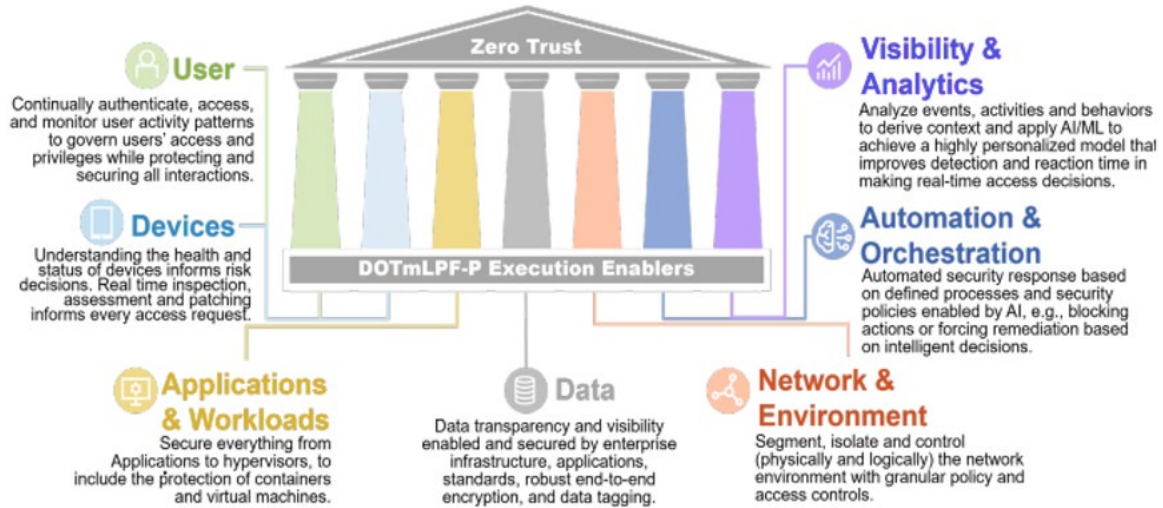 Zero Trust
User
Continually authenticate, access,
and monitor user activity patterns
to govern users' access and
privileges while protecting and
securing all interactions.
Devices
Understanding the health and
status of devices informs risk
decisions. Real time inspection,
assessment and patching
informs every access request.
Applications
& Workloads
Secure everything from
Applications to hypervisors, to
include the protection of containers
and virtual machines.
DOTmLPF-P Execution Enablers
Data
Data transparency and visibility
enabled and secured by enterprise
infrastructure, applications,
standards, robust end-to-end
encryption, and data tagging.
Visibility &
Analytics
Analyze events, activities and behaviors
to derive context and apply AI/ML to
achieve a highly personalized model that
improves detection and reaction time in
making real-time access decisions.
Automation &
Orchestration
Automated security response based
on defined processes and security
policies enabled by AI, e.g., blocking
actions or forcing remediation based
on intelligent decisions.
Network &
Environment
Segment, isolate and control
(physically and logically) the network
environment with granular policy and
access controls.